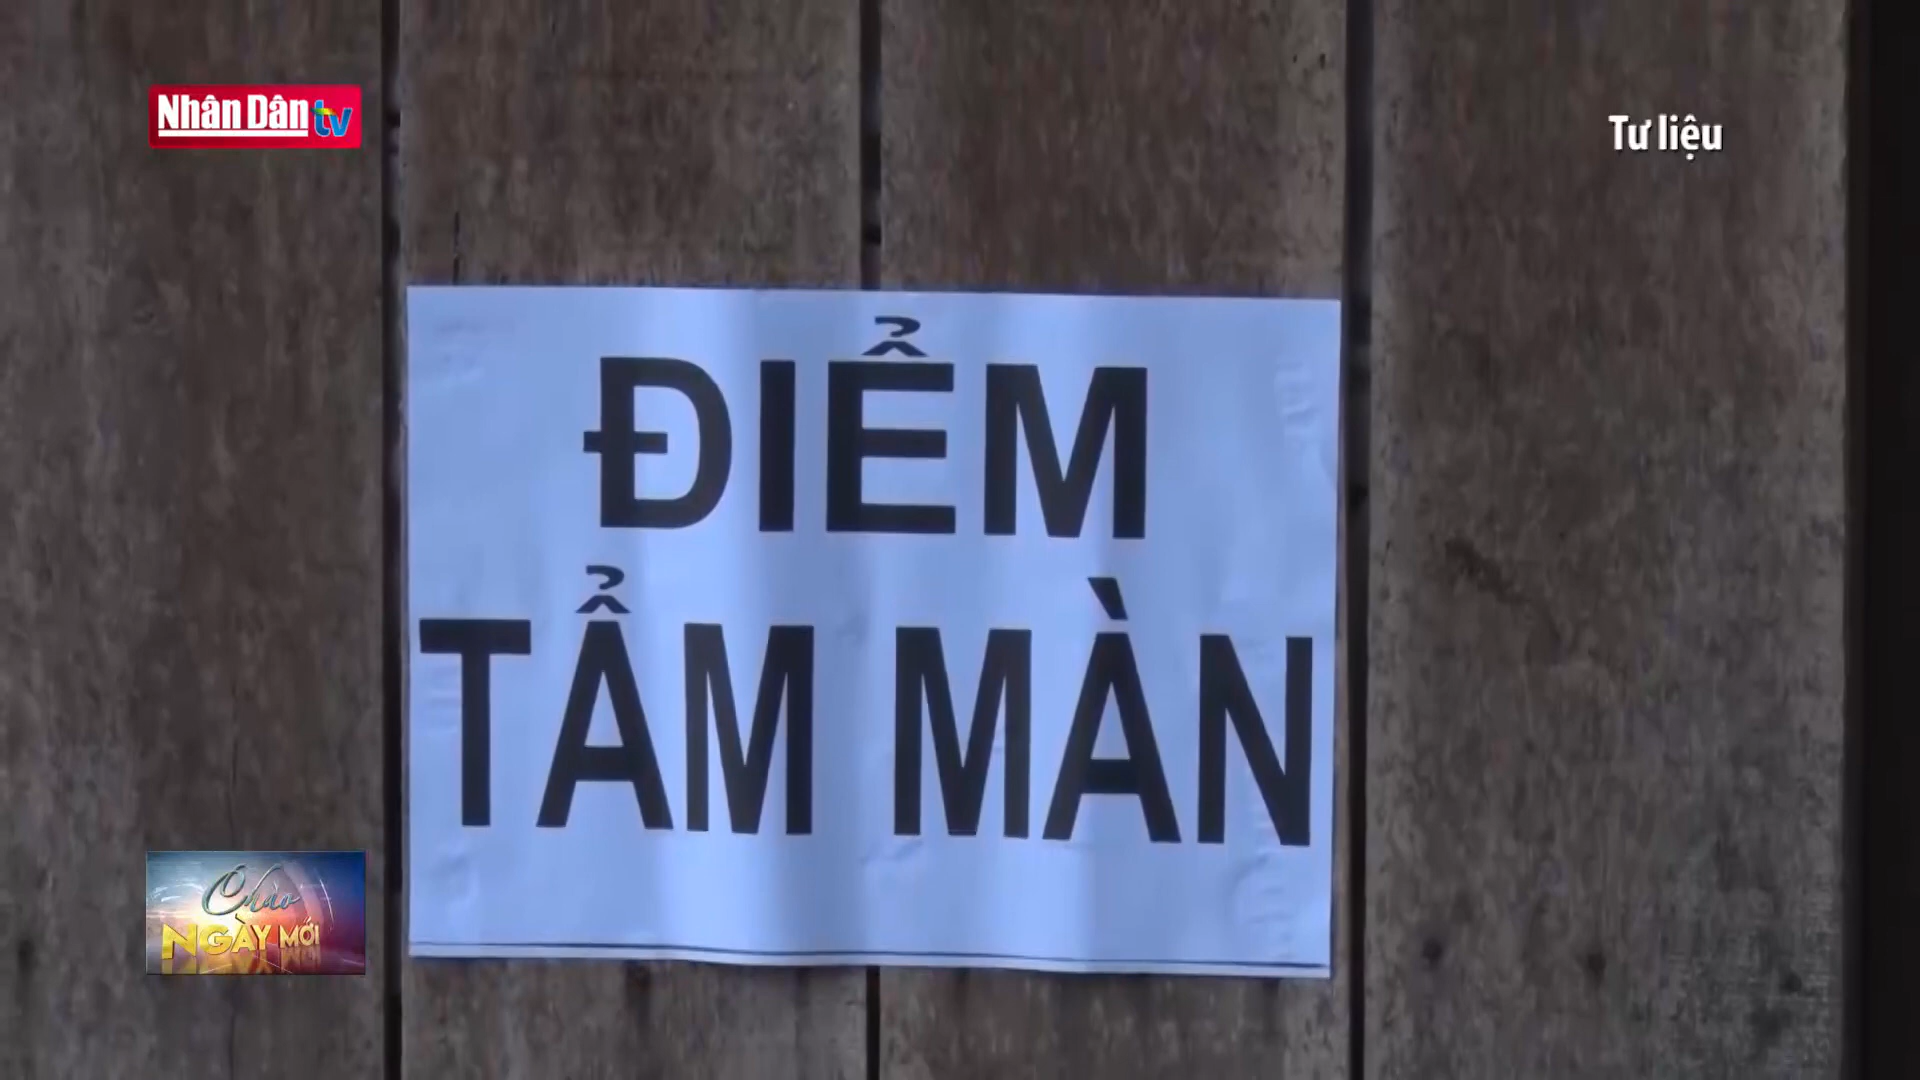 Nhân Dân tv
Tư liệu
ĐIỂM
TẨM MÀN
Chào
NGÀY MỚI